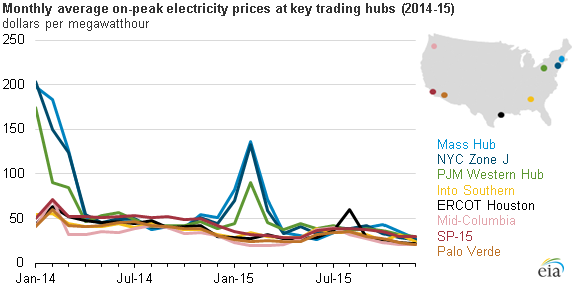 Monthly average on-peak electricity prices at key trading hubs (2014-15)
dollars per megawatthour
250
200
150
100
50
0
Jan-14
Jul-14
Jan-15
Jul-15
Mass Hub
NYC Zone J
PJM Western Hub
Into Southern
ERCOT Houston
Mid-Columbia
SP-15
Palo Verde
eia